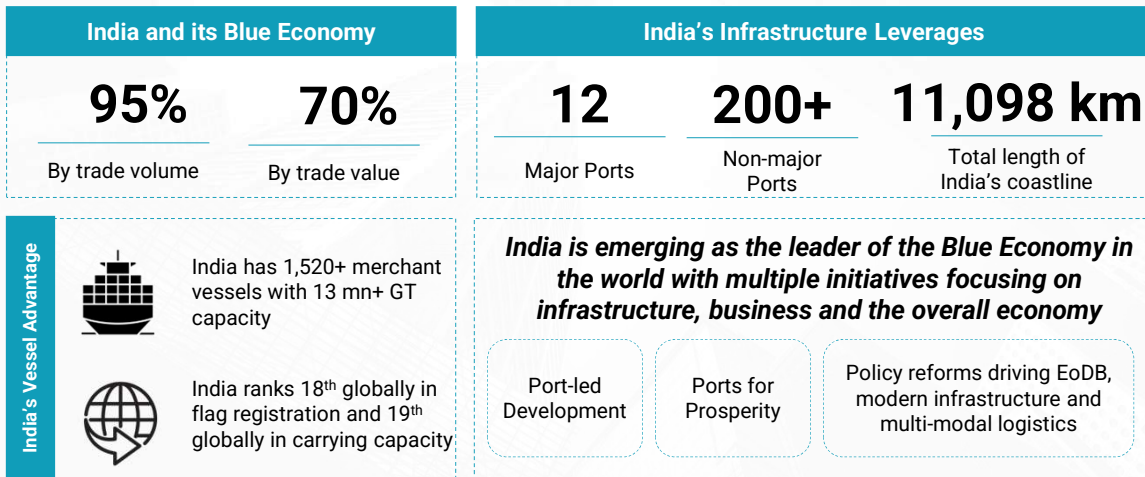 India and its Blue Economy
95%
By trade volume
70%
By trade value
India's Infrastructure Leverages
12
Major Ports
200+
Non-major
Ports
11,098 km
Total length of
India's coastline
India's Vessel Advantage
India has 1,520+ merchant
vessels with 13 mn+ GT
capacity
India ranks 18th globally in
flag registration and 19th
globally in carrying capacity
India is emerging as the leader of the Blue Economy in
the world with multiple initiatives focusing on
infrastructure, business and the overall economy
Port-led
Development
Ports for
Prosperity
Policy reforms driving EoDB,
modern infrastructure and
multi-modal logistics